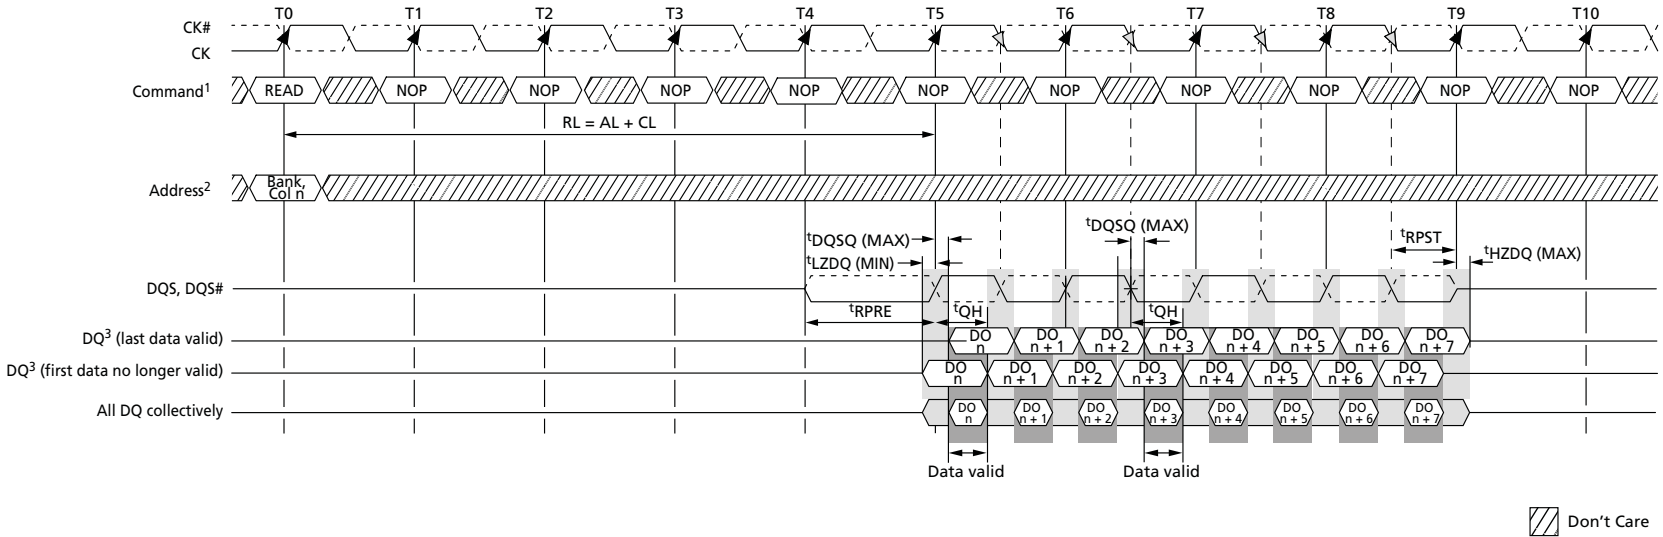 T0 T1 T2 T3 T4 T5 T6 T7 T8 T9 T10
CK#
CK
Command1 READ NOP NOP NOP NOP NOP NOP NOP NOP NOP NOP
RL = AL + CL
Address2 Bank,
Col n
tDQSQ (MAX) tDQSQ (MAX) tRPST
tLZDQ (MIN) tHZDQ (MAX)
DQS, DQS#
tRPRE tQH tQH
DQ3 (last data valid) DO
n DO
n + 1 DO
n + 2 DO
n + 3 DO
n + 4 DO
n + 5 DO
n + 6 DO
n + 7
DQ3 (first data no longer valid) DO
n DO
n + 1 DO
n + 2 DO
n + 3 DO
n + 4 DO
n + 5 DO
n + 6 DO
n + 7
All DQ collectively DO
n DO
n + 1 DO
n + 2 DO
n + 3 DO
n + 4 DO
n + 5 DO
n + 6 DO
n + 7
Data valid Data valid
Don't Care